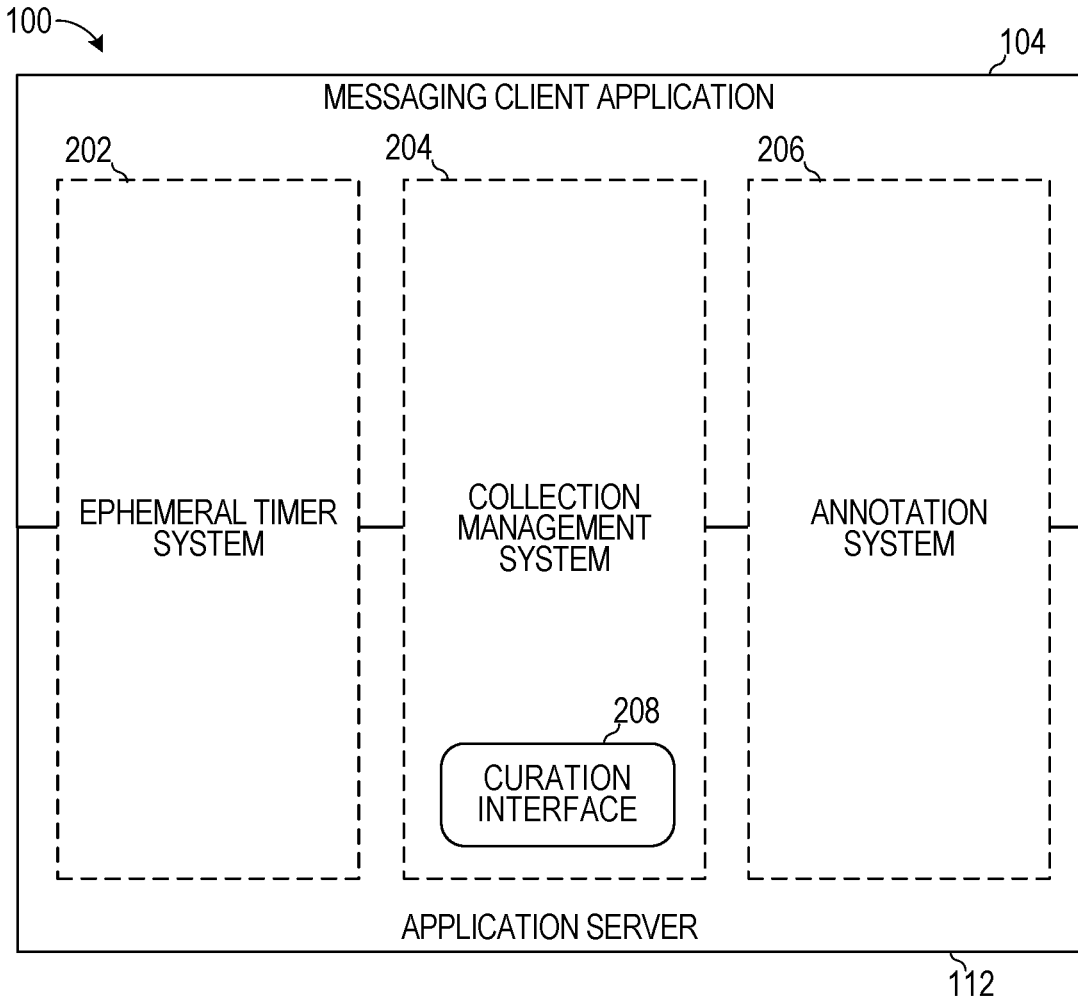 100
104
MESSAGING CLIENT APPLICATION
202
204
206
EPHEMERAL TIMER
SYSTEM
COLLECTION
MANAGEMENT
SYSTEM
ANNOTATION
SYSTEM
208
CURATION
INTERFACE
APPLICATION SERVER
112